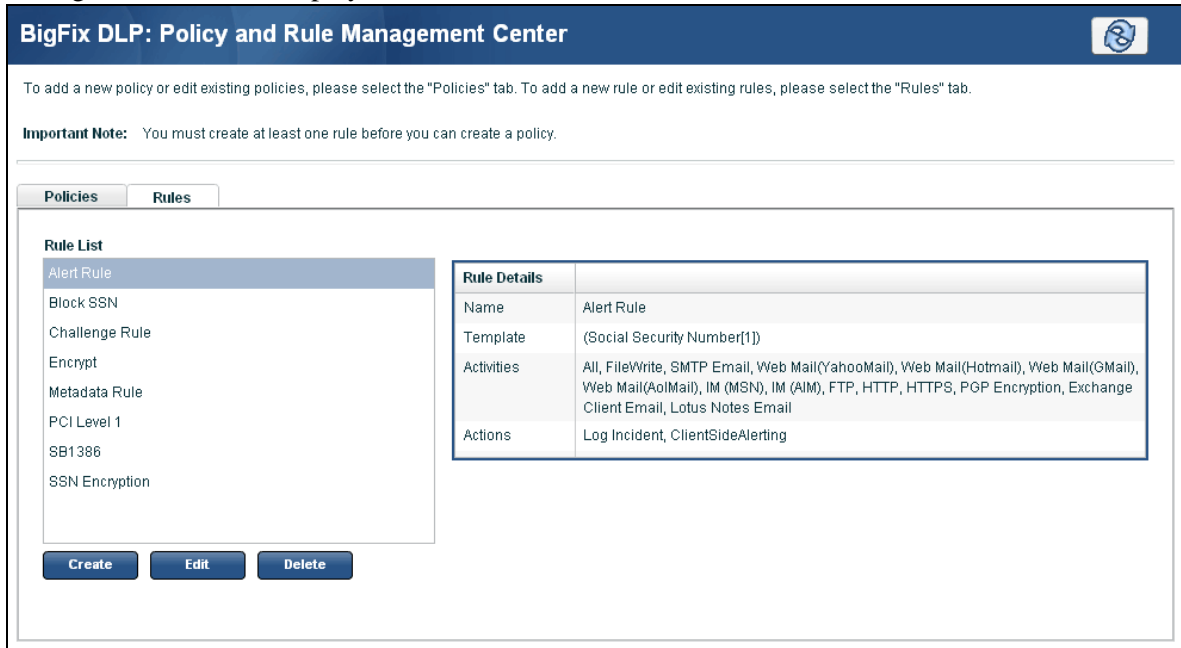 BigFix DLP: Policy and Rule Management Center
To add a new policy or edit existing policies, please select the "Policies" tab. To add a new rule or edit existing rules, please select the "Rules" tab.
Important Note: You must create at least one rule before you can create a policy.
Policies Rules
Rule List
Alert Rule
Block SSN
Challenge Rule
Encrypt
Metadata Rule
PCI Level 1
SB1386
SSN Encryption
Create Edit Delete
Rule Details
Name Alert Rule
Template (Social Security Number[1])
Activities All, FileWrite, SMTP Email, Web Mail(YahooMail), Web Mail(Hotmail), Web Mail(GMail),
Web Mail(AolMail), IM (MSN), IM (AIM), FTP, HTTP, HTTPS, PGP Encryption, Exchange
Client Email, Lotus Notes Email
Actions Log Incident, ClientSideAlerting